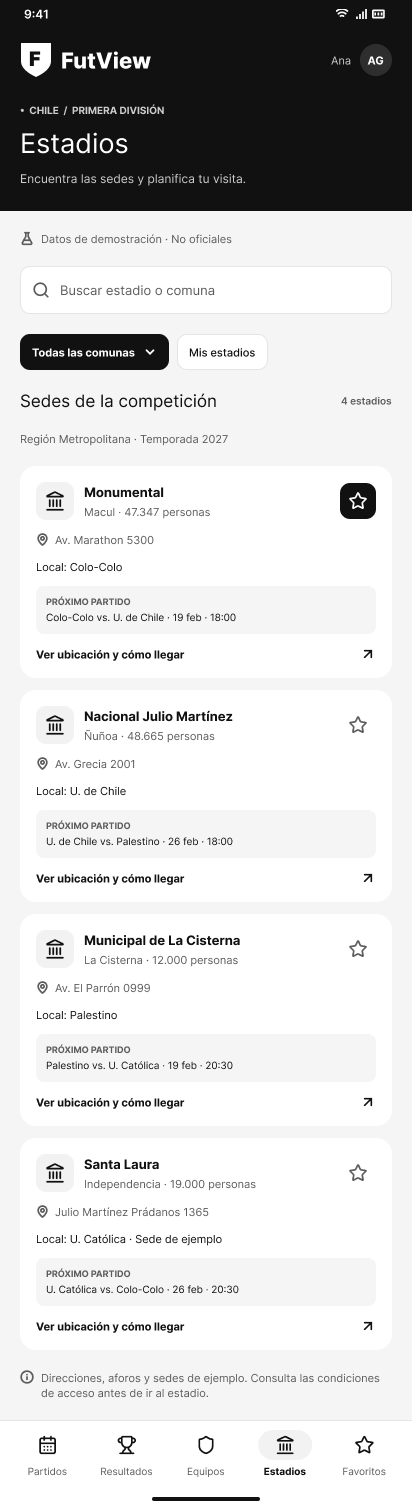 9:41
F FutView
Ana AG
• CHILE / PRIMERA DIVISIÓN
Estadios
Encuentra las sedes y planifica tu visita.
Datos de demostración · No oficiales
Buscar estadio o comuna
Todas las comunas
Mis estadios
Sedes de la competición
4 estadios
Región Metropolitana · Temporada 2027
Monumental
Macul · 47.347 personas
Av. Marathon 5300
Local: Colo-Colo
PRÓXIMO PARTIDO
Colo-Colo vs. U. de Chile · 19 feb · 18:00
Ver ubicación y cómo llegar
Nacional Julio Martínez
Ñuñoa · 48.665 personas
Av. Grecia 2001
Local: U. de Chile
PRÓXIMO PARTIDO
U. de Chile vs. Palestino · 26 feb · 18:00
Ver ubicación y cómo llegar
Municipal de La Cisterna
La Cisterna · 12.000 personas
Av. El Parrón 0999
Local: Palestino
PRÓXIMO PARTIDO
Palestino vs. U. Católica · 19 feb · 20:30
Ver ubicación y cómo llegar
Santa Laura
Independencia · 19.000 personas
Julio Martínez Prádanos 1365
Local: U. Católica · Sede de ejemplo
PRÓXIMO PARTIDO
U. Católica vs. Colo-Colo · 26 feb · 20:30
Ver ubicación y cómo llegar
Direcciones, aforos y sedes de ejemplo. Consulta las condiciones
de acceso antes de ir al estadio.
Partidos
Resultados
Equipos
Estadios
Favoritos